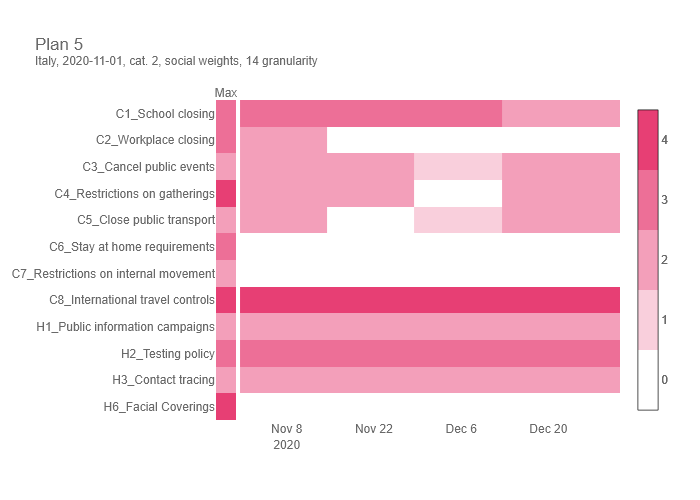 Plan 5
Italy, 2020-11-01, cat. 2, social weights, 14 granularity
Max
C1_School closing
C2_Workplace closing
C3_Cancel public events
C4_Restrictions on gatherings
C5_Close public transport
C6_Stay at home requirements
C7_Restrictions on internal movement
C8_International travel controls
H1_Public information campaigns
H2_Testing policy
H3_Contact tracing
H6_Facial Coverings
Nov 8 Nov 22 Dec 6 Dec 20
2020
4
3
2
1
0